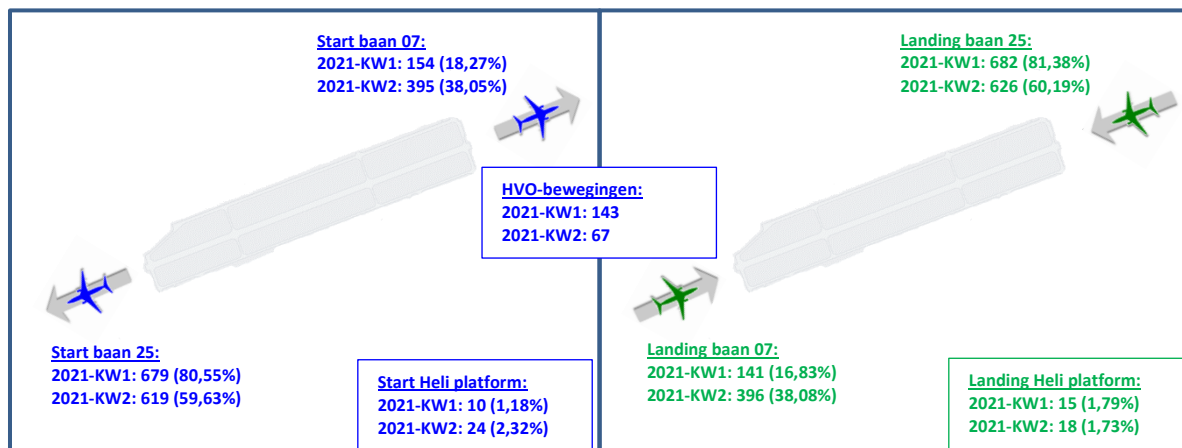 Start baan 07:
2021-KW1: 154 (18,27%)
2021-KW2: 395 (38,05%)
Landing baan 25:
2021-KW1: 682 (81,38%)
2021-KW2: 626 (60,19%)
HVO-bewegingen:
2021-KW1: 143
2021-KW2: 67
Start baan 25:
2021-KW1: 679 (80,55%)
2021-KW2: 619 (59,63%)
Start Heli platform:
2021-KW1: 10 (1,18%)
2021-KW2: 24 (2,32%)
Landing baan 07:
2021-KW1: 141 (16,83%)
2021-KW2: 396 (38,08%)
Landing Heli platform:
2021-KW1: 15 (1,79%)
2021-KW2: 18 (1,73%)